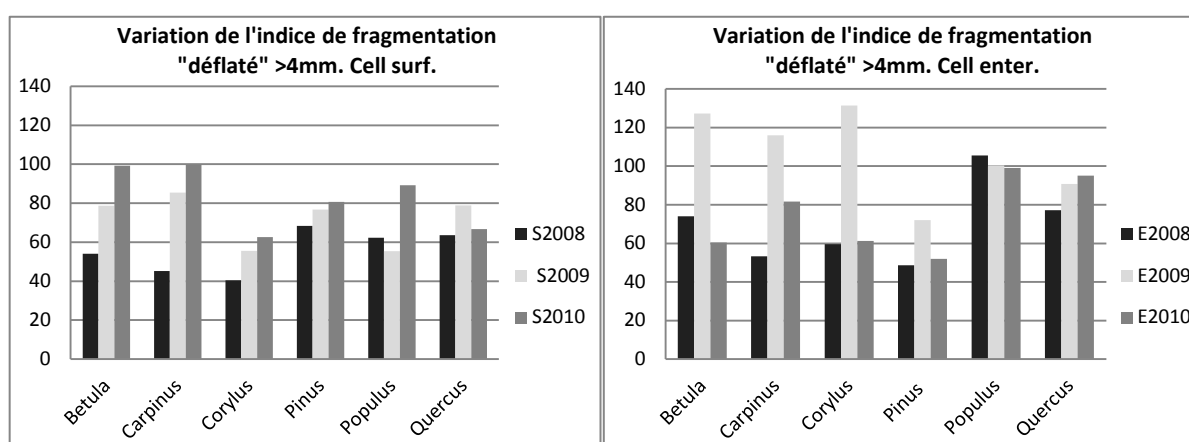 Variation de l'indice de fragmentation
"déflaté" >4mm. Cell surf.
140
120
100
80
60
40
20
0
Betula
Carpinus
Corylus
Pinus
Populus
Quercus
S2008
S2009
S2010
Variation de l'indice de fragmentation
"déflaté" >4mm. Cell enter.
140
120
100
80
60
40
20
0
Betula
Carpinus
Corylus
Pinus
Populus
Quercus
E2008
E2009
E2010